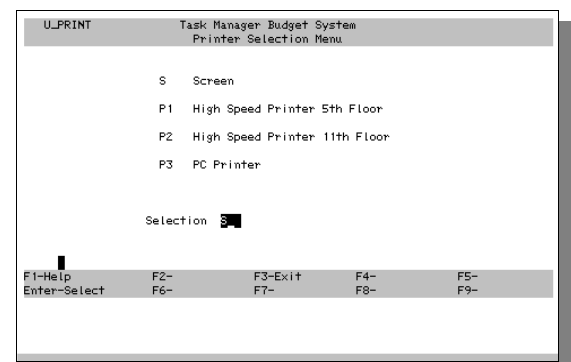 U_PRINT Task Manager Budget System
Printer Selection Menu
S Screen
P1 High Speed Printer 5th Floor
P2 High Speed Printer 11th Floor
P3 PC Printer
Selection S_
F1-Help F2- F3-Exit F4- F5-
Enter-Select F6- F7- F8- F9-